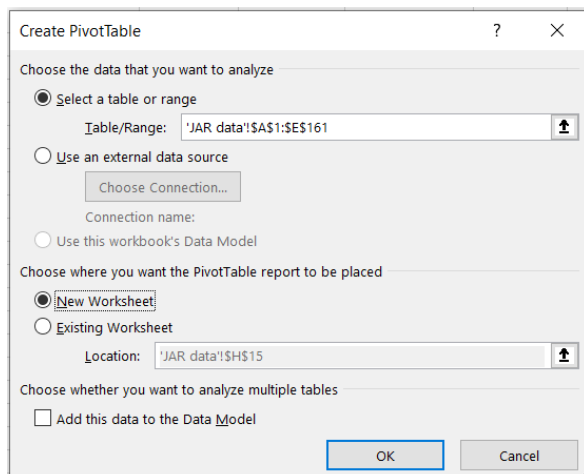 Create PivotTable ? ×
Choose the data that you want to analyze
Select a table or range
Table/Range: 'JAR data'!$A$1:$E$161
Use an external data source
Choose Connection...
Connection name:
Use this workbook's Data Model
Choose where you want the PivotTable report to be placed
New Worksheet
Existing Worksheet
Location: 'JAR data'!$H$15
Choose whether you want to analyze multiple tables
Add this data to the Data Model
OK Cancel